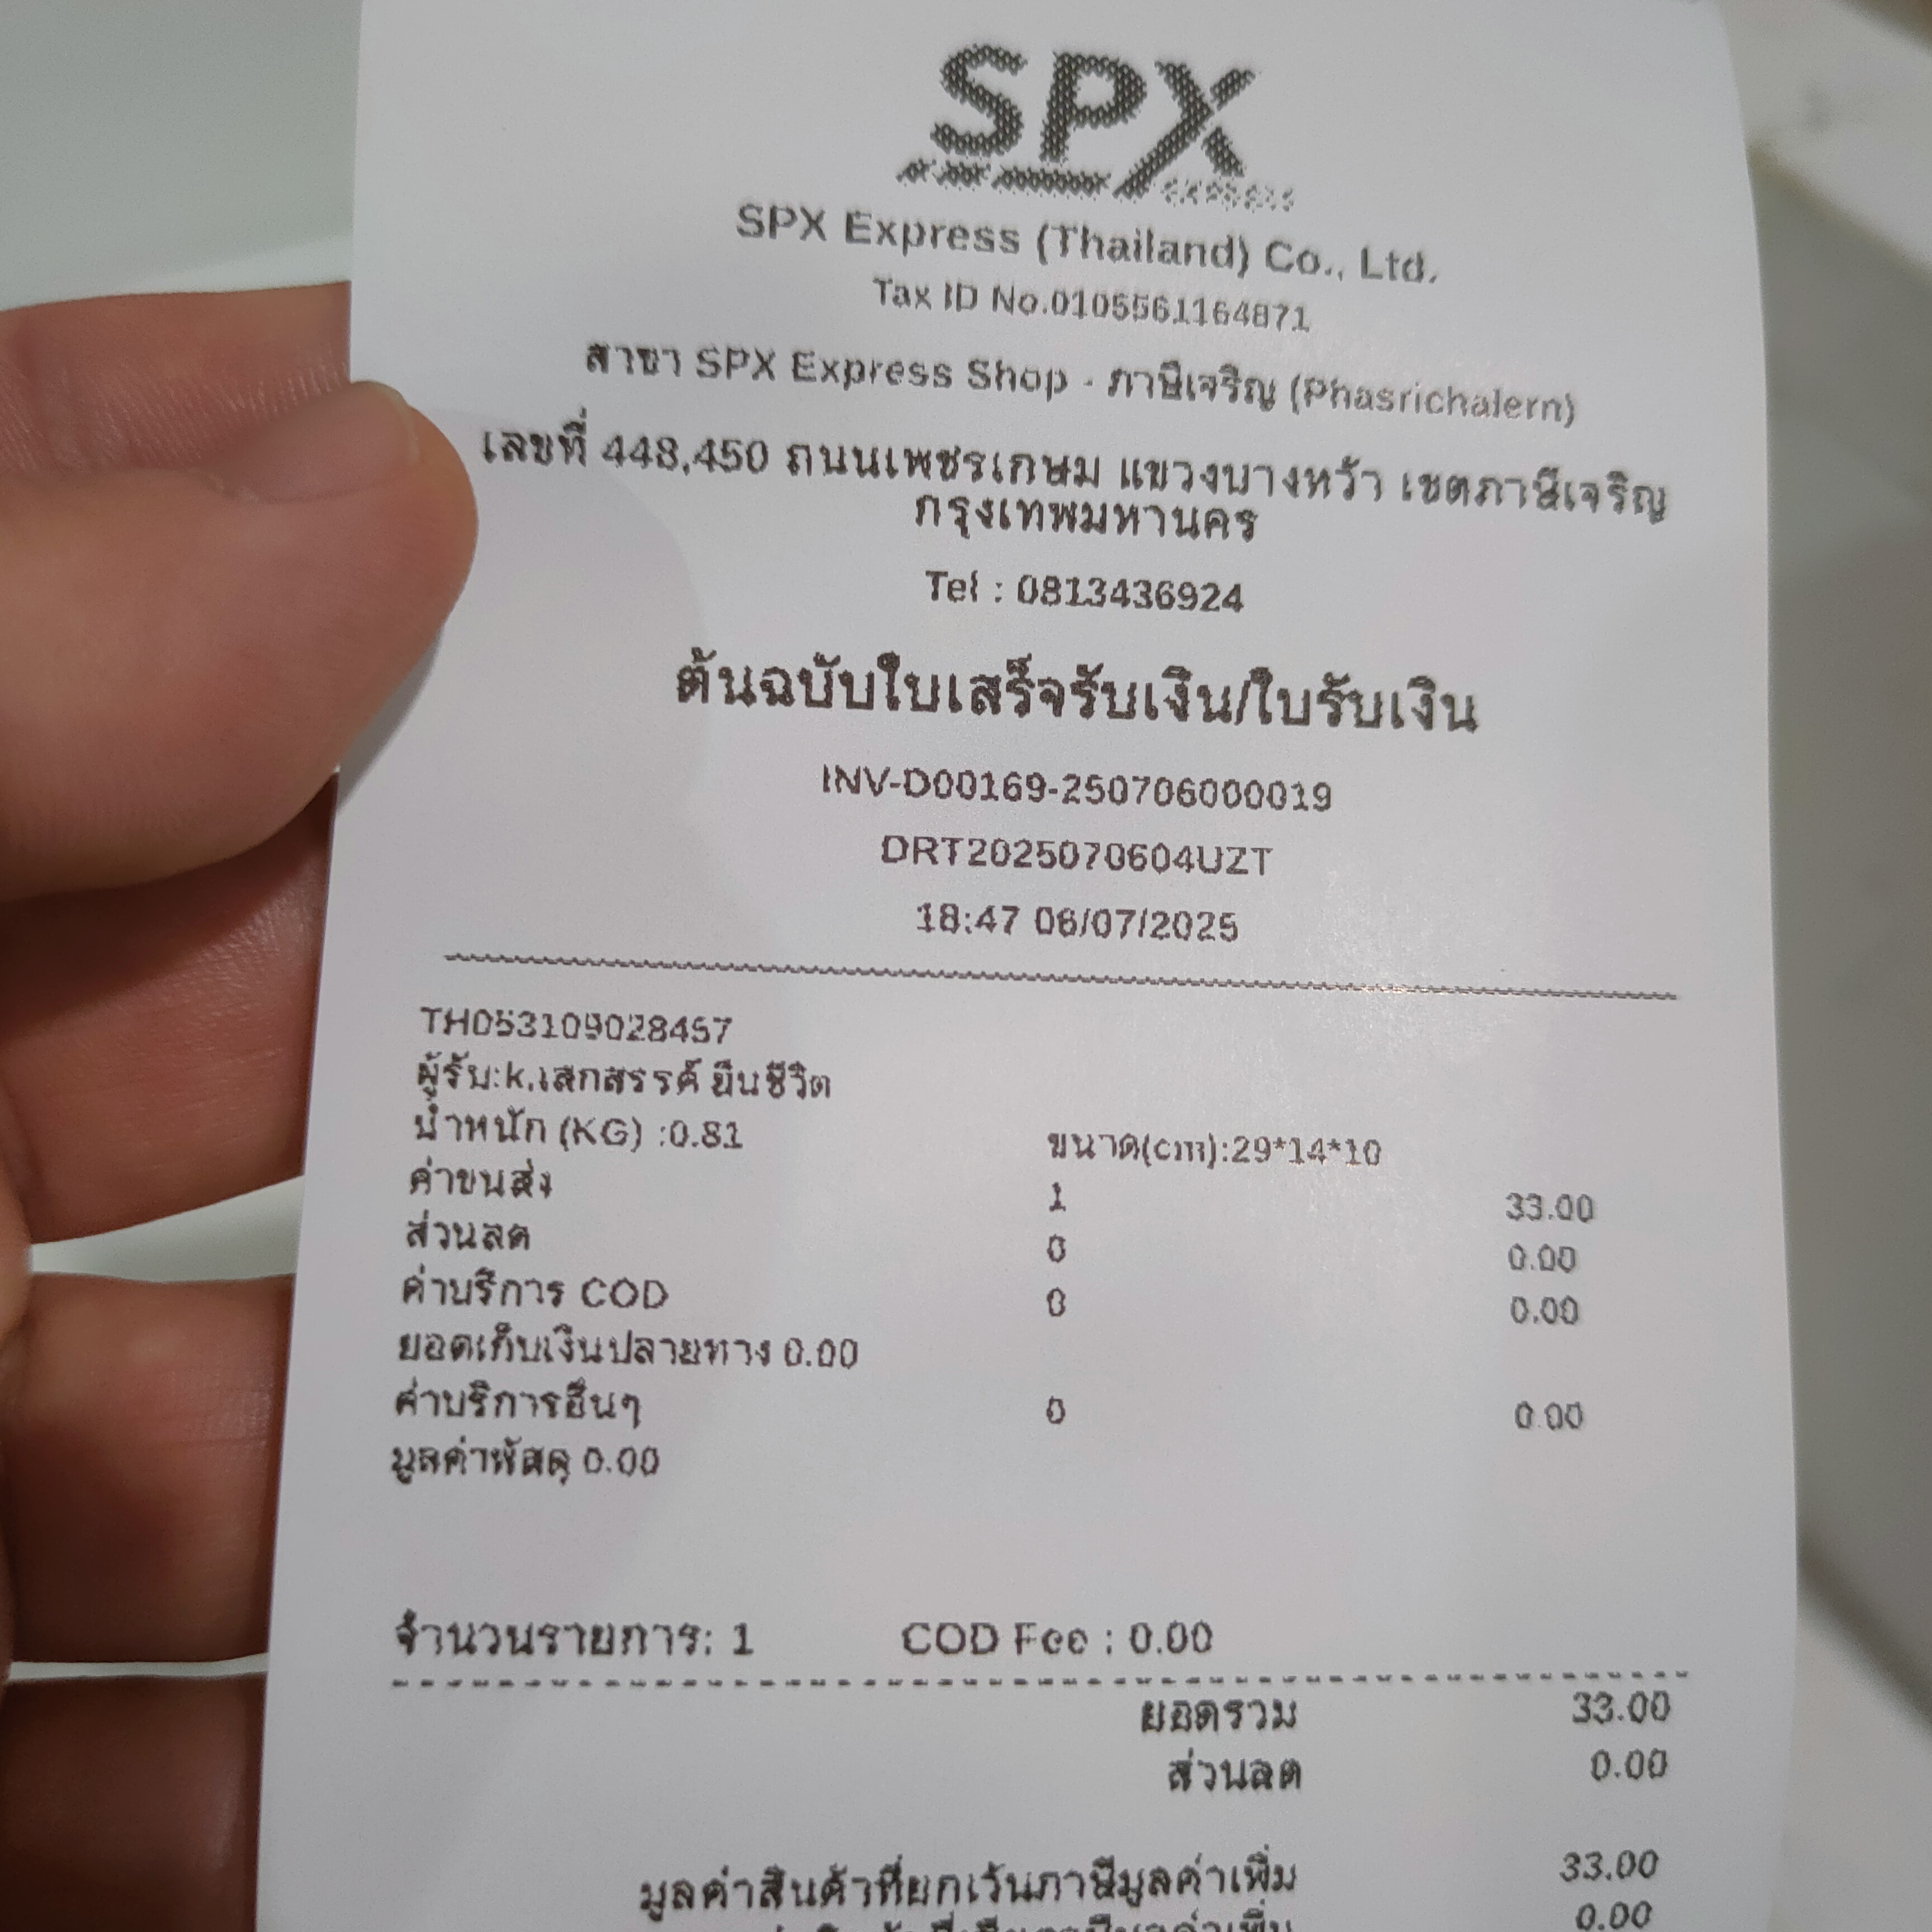 SPX
EXPRESS
SPX Express (Thailand) Co., Ltd.
Tax ID No.0105561164871
สาขา SPX Express Shop - ภาษีเจริญ (Phasrichalern)
เลขที่ 448,450 ถนนเพชรเกษม แขวงบางหว้า เขตภาษีเจริญ
กรุงเทพมหานคร
Tel : 0813436924
ต้นฉบับใบเสร็จรับเงิน/ใบรับเงิน
INV-D00169-250706000019
DRT2025070604UZT
18:47 06/07/2025
TH053109028457
ผู้รับ:k.เสกสรรค์ ยืนชีวิต
น้ำหนัก (KG) :0.81 ขนาด(cm):29*14*10
ค่าขนส่ง 1 33.00
ส่วนลด 0 0.00
ค่าบริการ COD 0 0.00
ยอดเก็บเงินปลายทาง 0.00
ค่าบริการอื่นๆ 0 0.00
มูลค่าพัสดุ 0.00
จำนวนรายการ: 1 COD Fee : 0.00
ยอดรวม 33.00
ส่วนลด 0.00
มูลค่าสินค้าที่ยกเว้นภาษีมูลค่าเพิ่ม 33.00
0.00